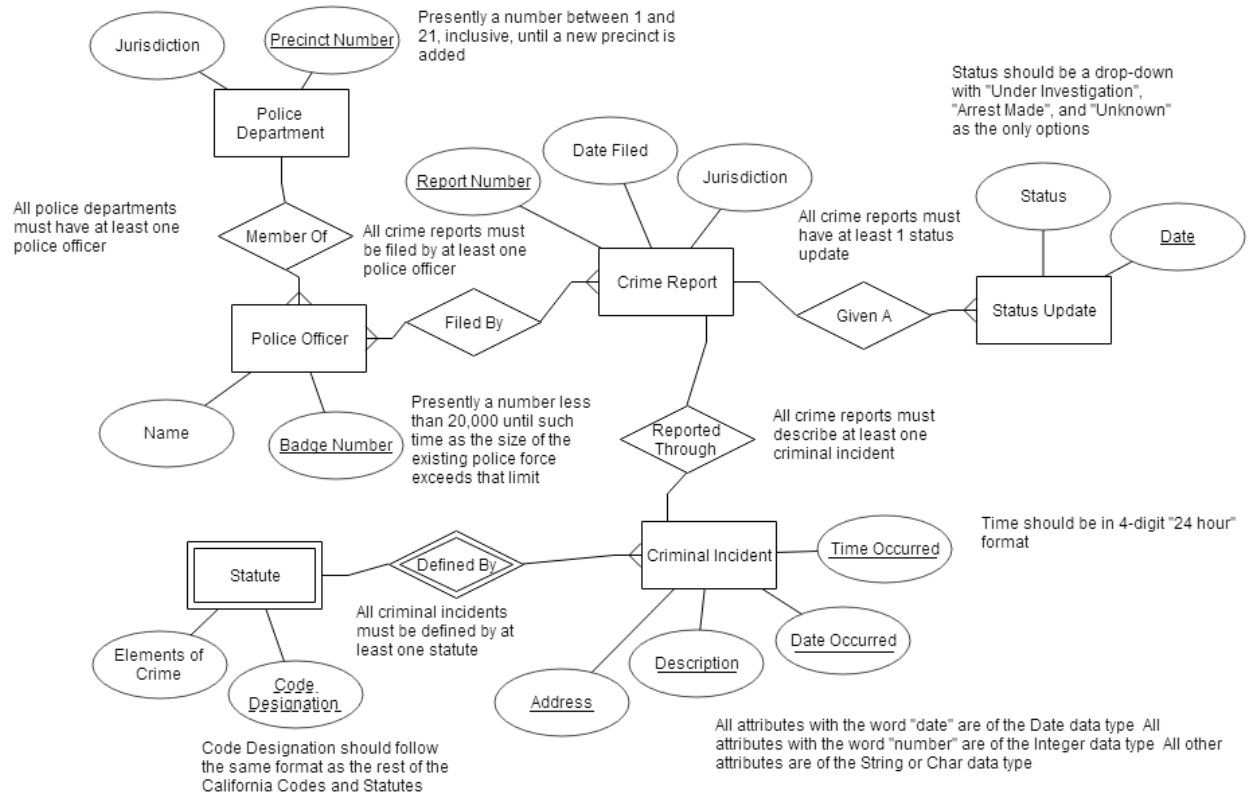 Jurisdiction
Precinct Number
Presently a number between 1 and
21, inclusive, until a new precinct is
added
Police
Department
Status should be a drop-down
with "Under Investigation",
"Arrest Made", and "Unknown"
as the only options
Date Filed
Report Number
Jurisdiction
Status
Date
All police departments
must have at least one
police officer
Member Of
All crime reports must
be filed by at least one
police officer
All crime reports must
have at least 1 status
update
Crime Report
Police Officer
Filed By
Given A
Status Update
Name
Badge Number
Presently a number less
than 20,000 until such
time as the size of the
existing police force
exceeds that limit
Reported
Through
All crime reports must
describe at least one
criminal incident
Time should be in 4-digit "24 hour"
format
Statute
Defined By
Criminal Incident
Time Occurred
All criminal incidents
must be defined by at
least one statute
Elements of
Crime
Code
Designation
Address
Description
Date Occurred
Code Designation should follow
the same format as the rest of the
California Codes and Statutes
All attributes with the word "date" are of the Date data type  All
attributes with the word "number" are of the Integer data type  All other
attributes are of the String or Char data type